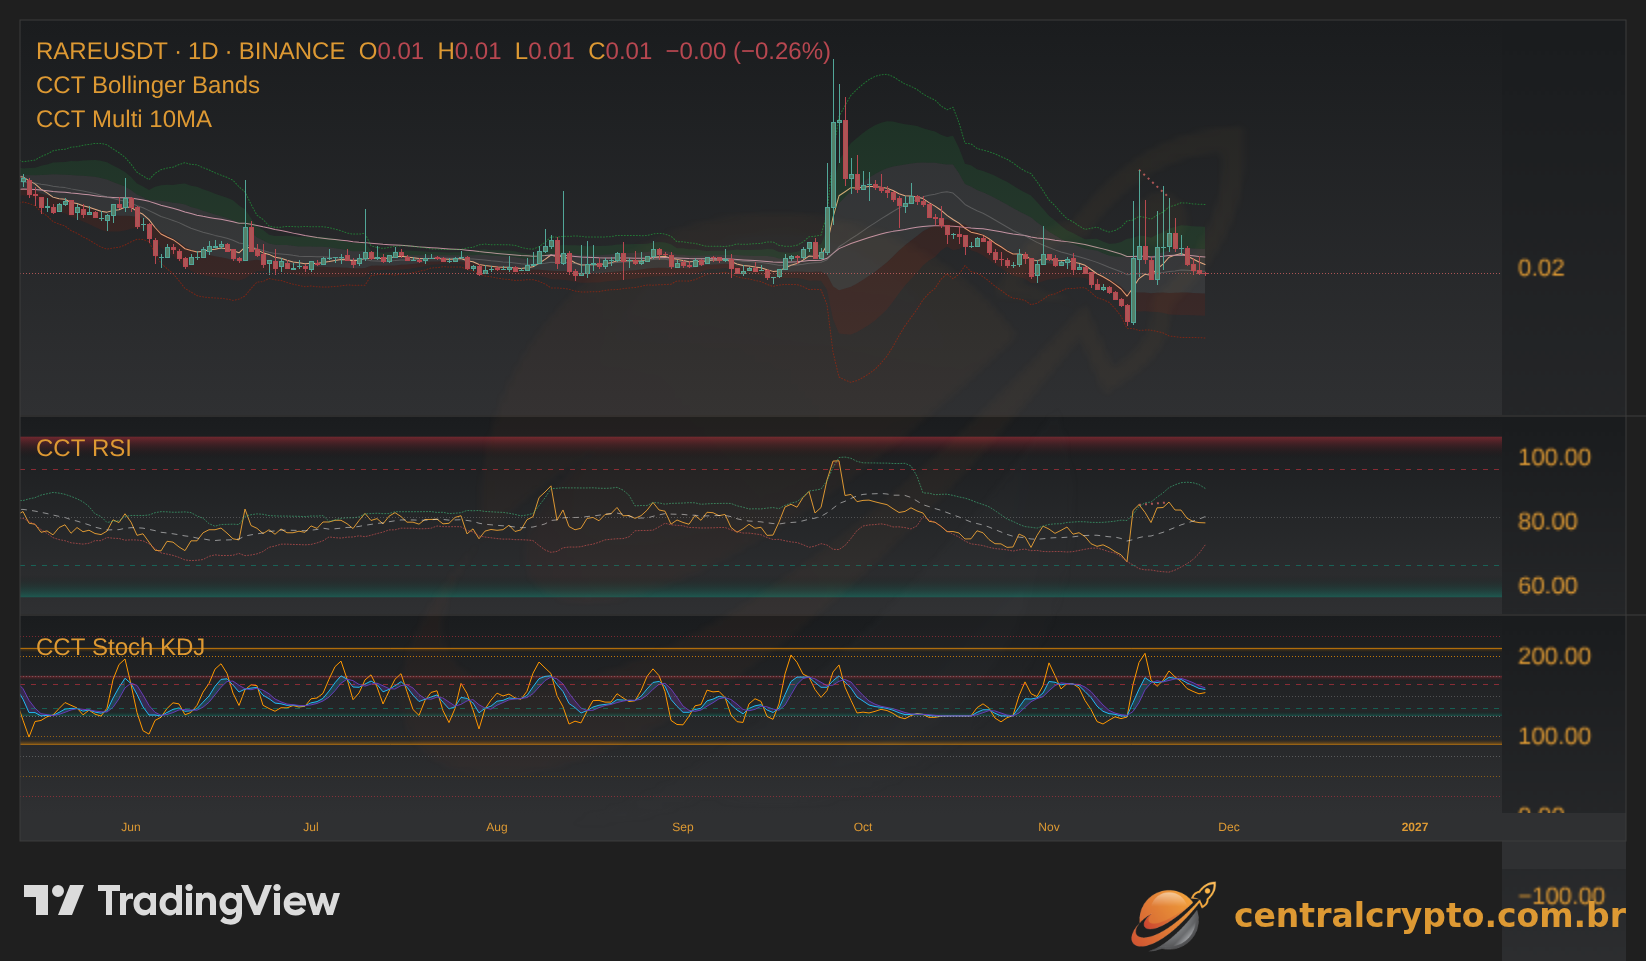 RAREUSDT · 1D · BINANCE O0.01 H0.01 L0.01 C0.01 −0.00 (−0.26%)
CCT Bollinger Bands
CCT Multi 10MA
0.02
CCT RSI
100.00
80.00
60.00
CCT Stoch KDJ
200.00
100.00
0.00
Jun Jul Aug Sep Oct Nov Dec 2027
−100.00
TradingView
centralcrypto.com.br